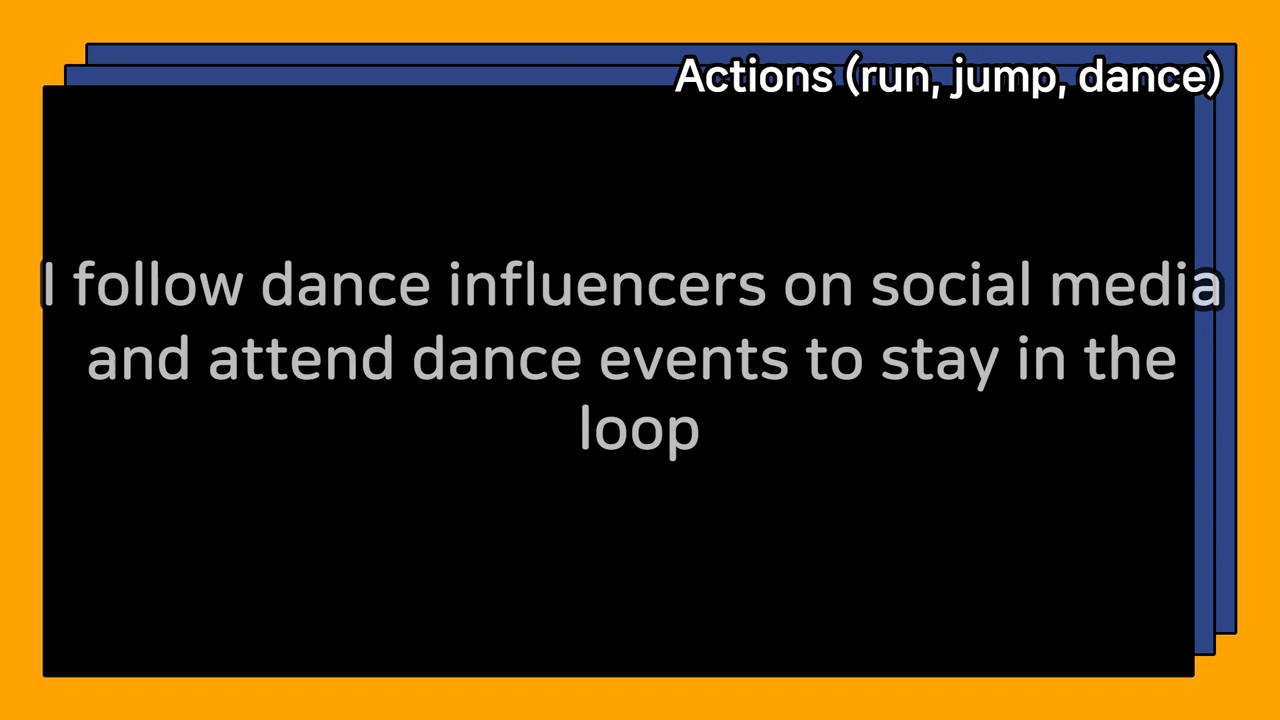 Actions (run, jump, dance)
I follow dance influencers on social media
and attend dance events to stay in the
loop